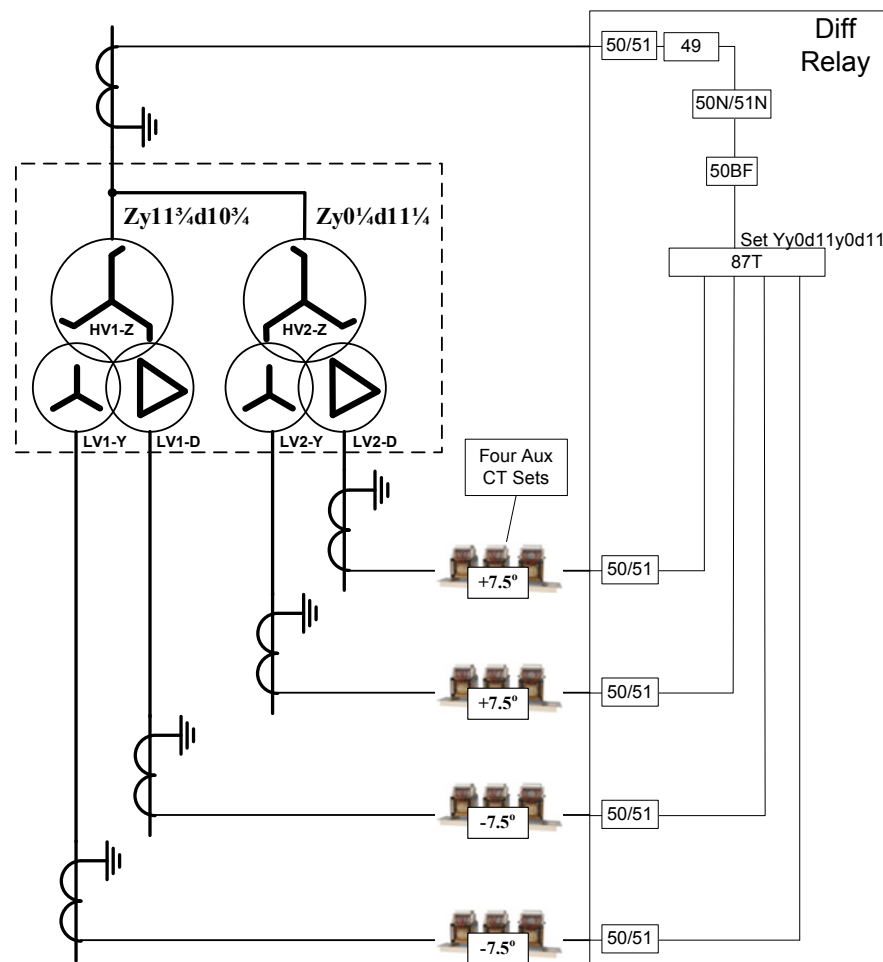 Diff
Relay
50/51
49
50N/51N
50BF
Zy11¾d10¾
Zy0¼d11¼
Set Yy0d11y0d11
87T
HV1-Z
HV2-Z
LV1-Y
LV1-D
LV2-Y
LV2-D
Four Aux
CT Sets
+7.5º
50/51
+7.5º
50/51
-7.5º
50/51
-7.5º
50/51